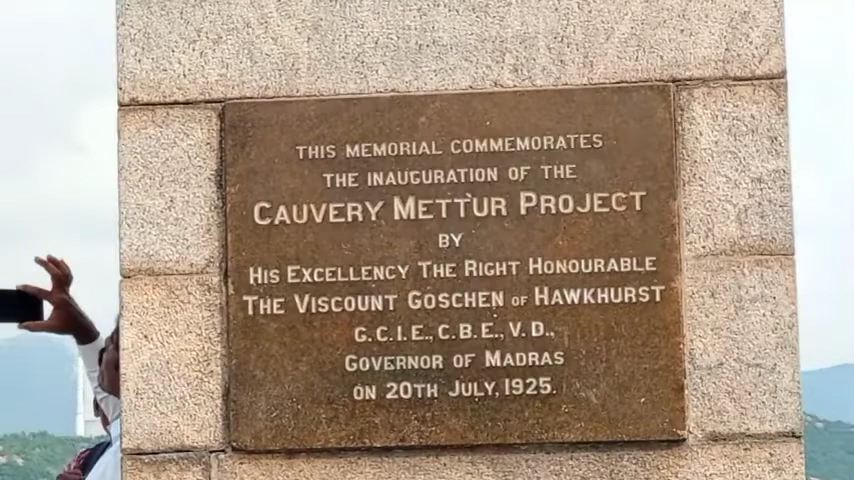 THIS MEMORIAL COMMEMORATES
THE INAUGURATION OF THE
CAUVERY METTUR PROJECT
BY
HIS EXCELLENCY THE RIGHT HONOURABLE
THE VISCOUNT GOSCHEN OF HAWKHURST
G.C.I.E., C.B.E., V.D.,
GOVERNOR OF MADRAS
ON 20TH JULY, 1925.